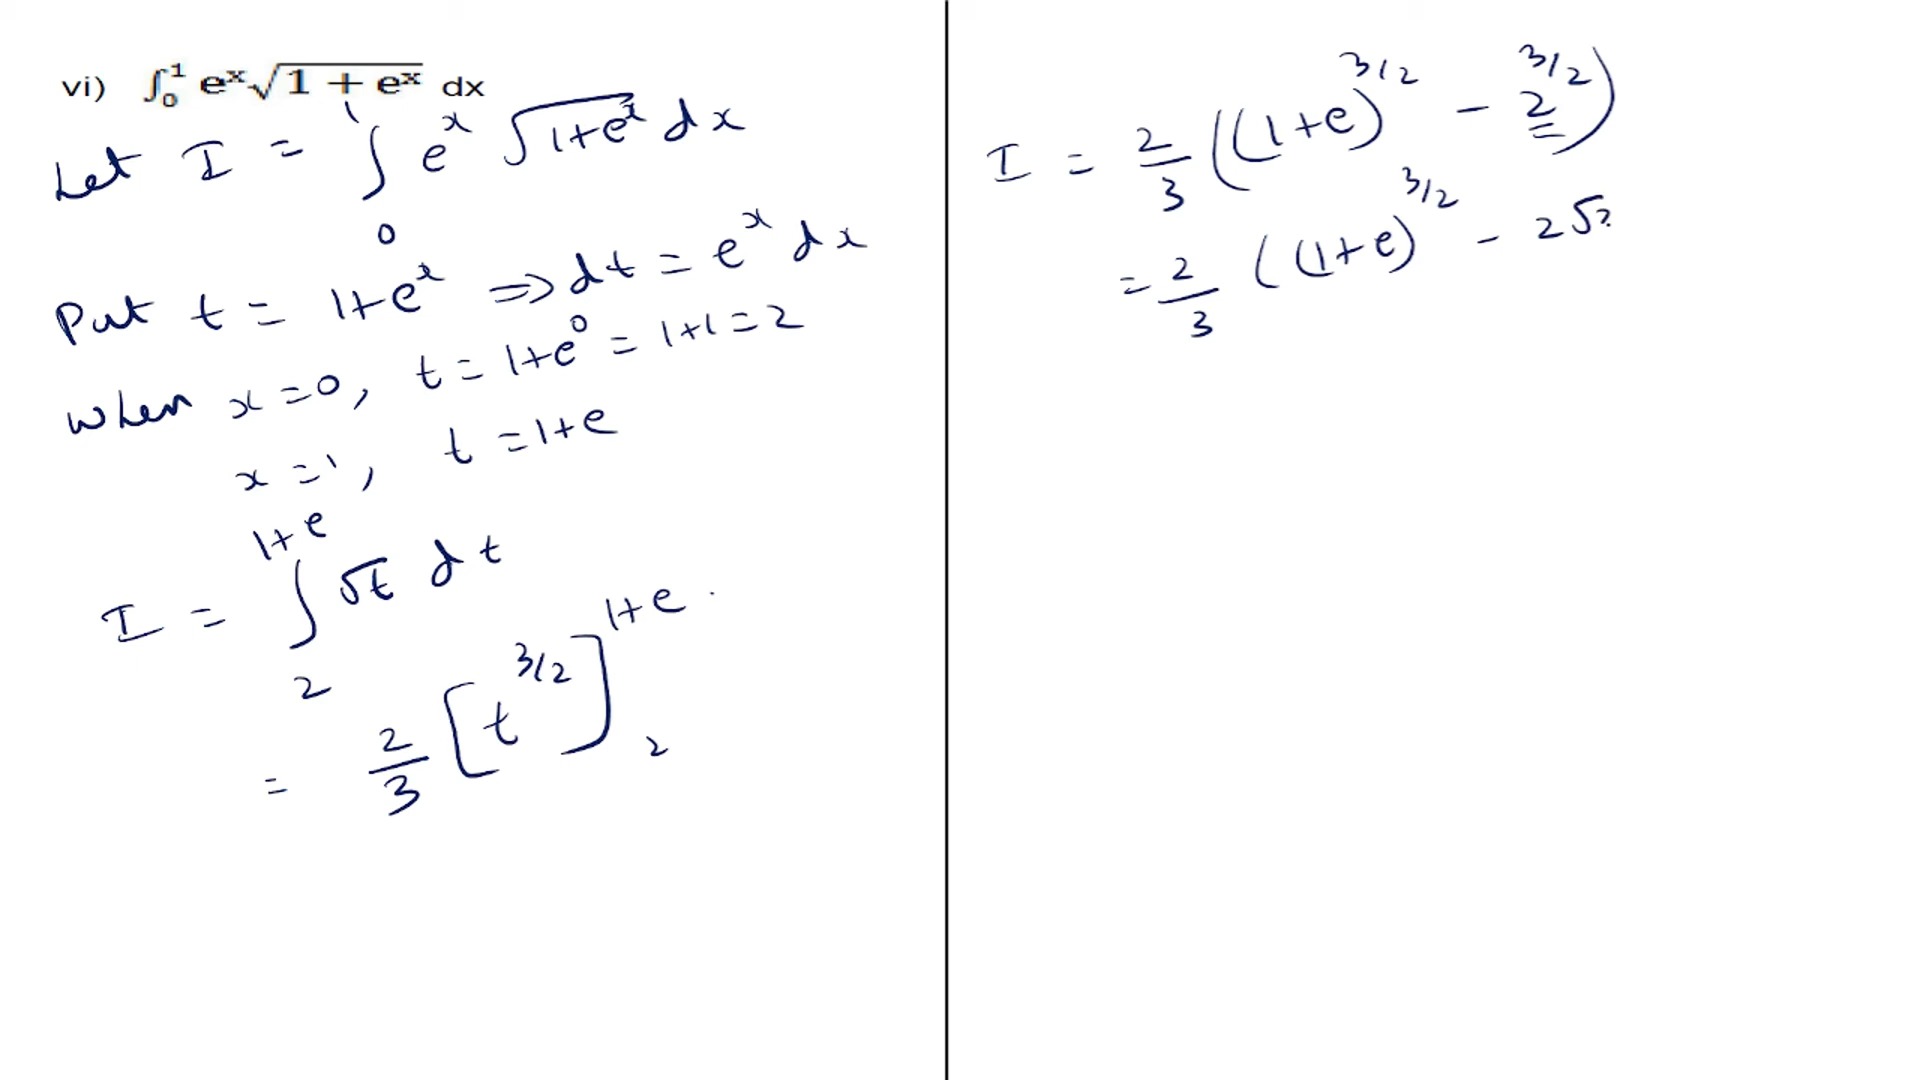 vi) ∫₀¹ eˣ√(1 + eˣ) dx
Let I = ∫₀¹ eˣ √(1+eˣ) dx
Put t = 1+eˣ ⇒ dt = eˣ dx
When x=0, t = 1+e⁰ = 1+1 = 2
x=1, t = 1+e
I = ∫₂^(1+e) √t dt
= 2/3 [t^(3/2)]₂^(1+e)
I = 2/3 ((1+e)^(3/2) - 2^(3/2))
= 2/3 ((1+e)^(3/2) - 2√